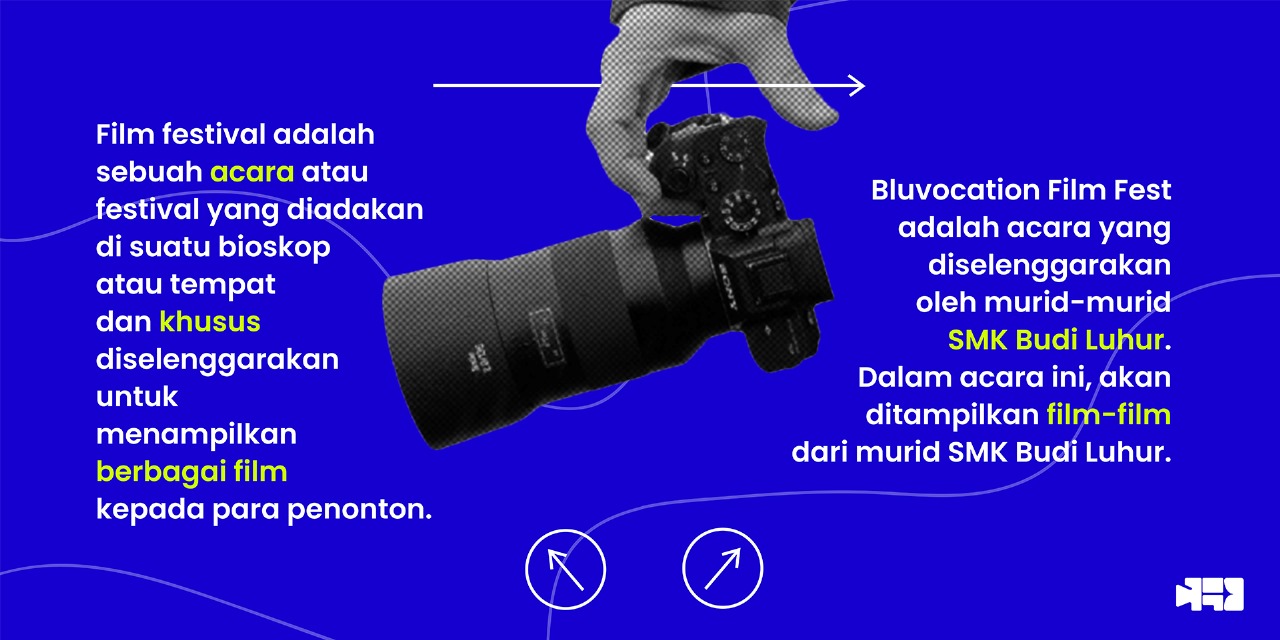 Film festival adalah
sebuah acara atau
festival yang diadakan
di suatu bioskop
atau tempat
dan khusus
diselenggarakan
untuk
menampilkan
berbagai film
kepada para penonton.
SONY
Bluvocation Film Fest
adalah acara yang
diselenggarakan
oleh murid-murid
SMK Budi Luhur.
Dalam acara ini, akan
ditampilkan film-film
dari murid SMK Budi Luhur.